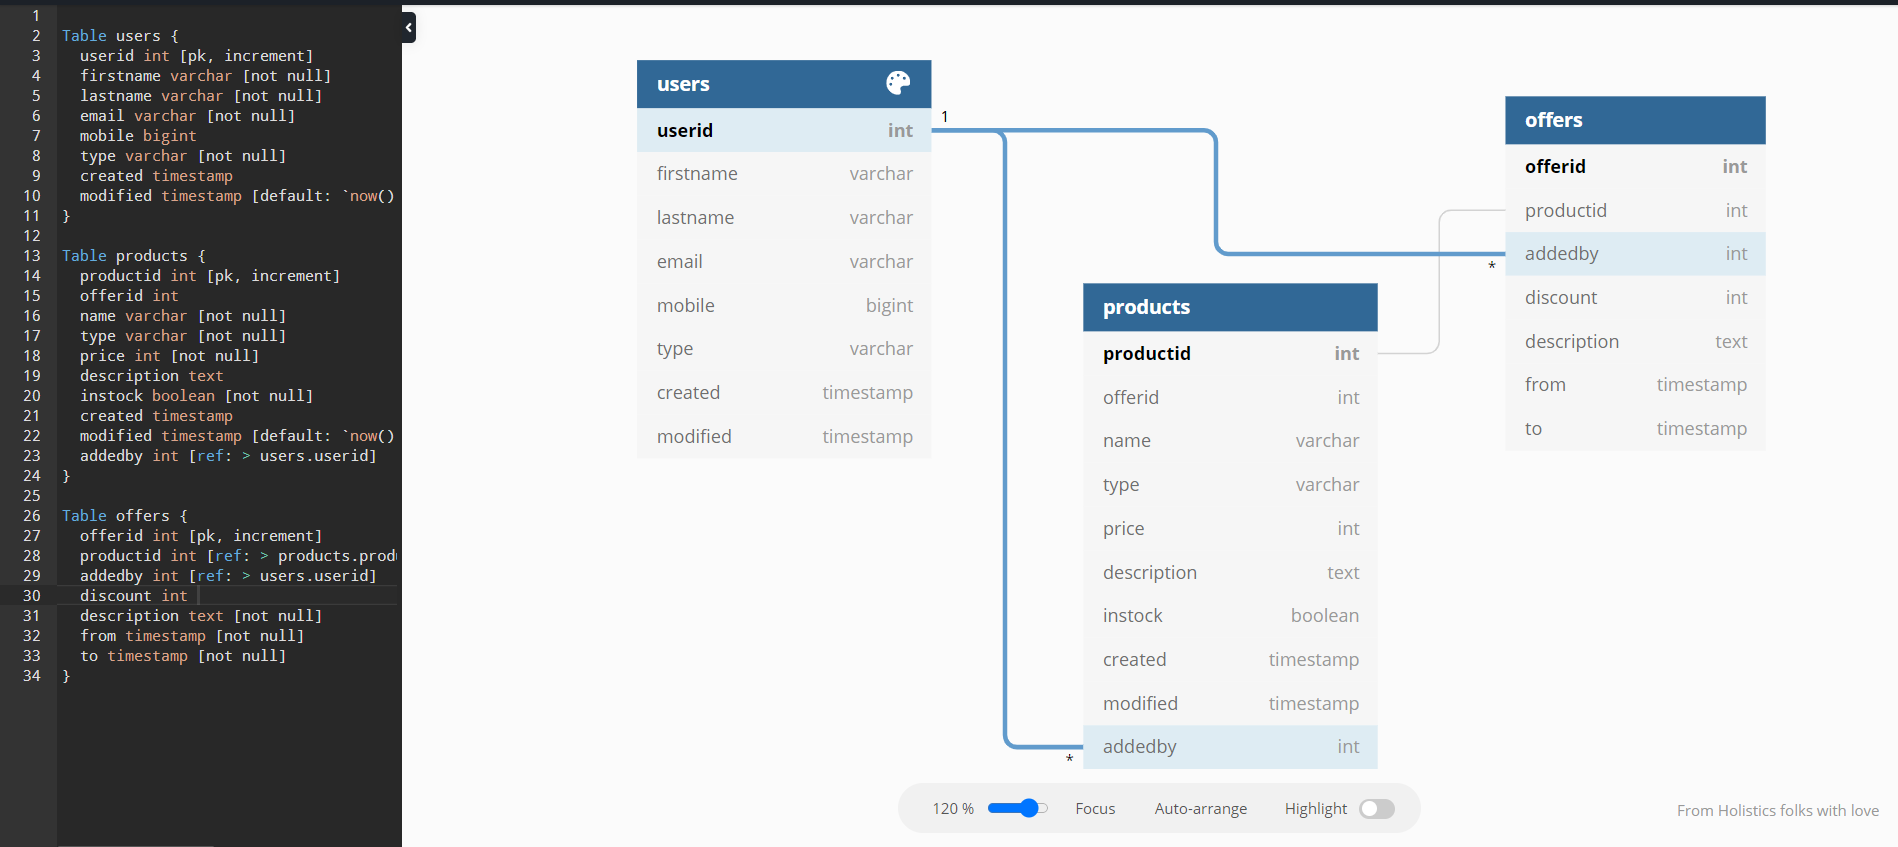 1
2 Table users {
3 userid int [pk, increment]
4 firstname varchar [not null]
5 lastname varchar [not null]
6 email varchar [not null]
7 mobile bigint
8 type varchar [not null]
9 created timestamp
10 modified timestamp [default: `now()
11 }
12
13 Table products {
14 productid int [pk, increment]
15 offerid int
16 name varchar [not null]
17 type varchar [not null]
18 price int [not null]
19 description text
20 instock boolean [not null]
21 created timestamp
22 modified timestamp [default: `now()
23 addedby int [ref: > users.userid]
24 }
25
26 Table offers {
27 offerid int [pk, increment]
28 productid int [ref: > products.prod
29 addedby int [ref: > users.userid]
30 discount int
31 description text [not null]
32 from timestamp [not null]
33 to timestamp [not null]
34 }
users
userid int
firstname varchar
lastname varchar
email varchar
mobile bigint
type varchar
created timestamp
modified timestamp
1
*
products
productid int
offerid int
name varchar
type varchar
price int
description text
instock boolean
created timestamp
modified timestamp
addedby int
*
offers
offerid int
productid int
addedby int
discount int
description text
from timestamp
to timestamp
120 % Focus Auto-arrange Highlight
From Holistics folks with love